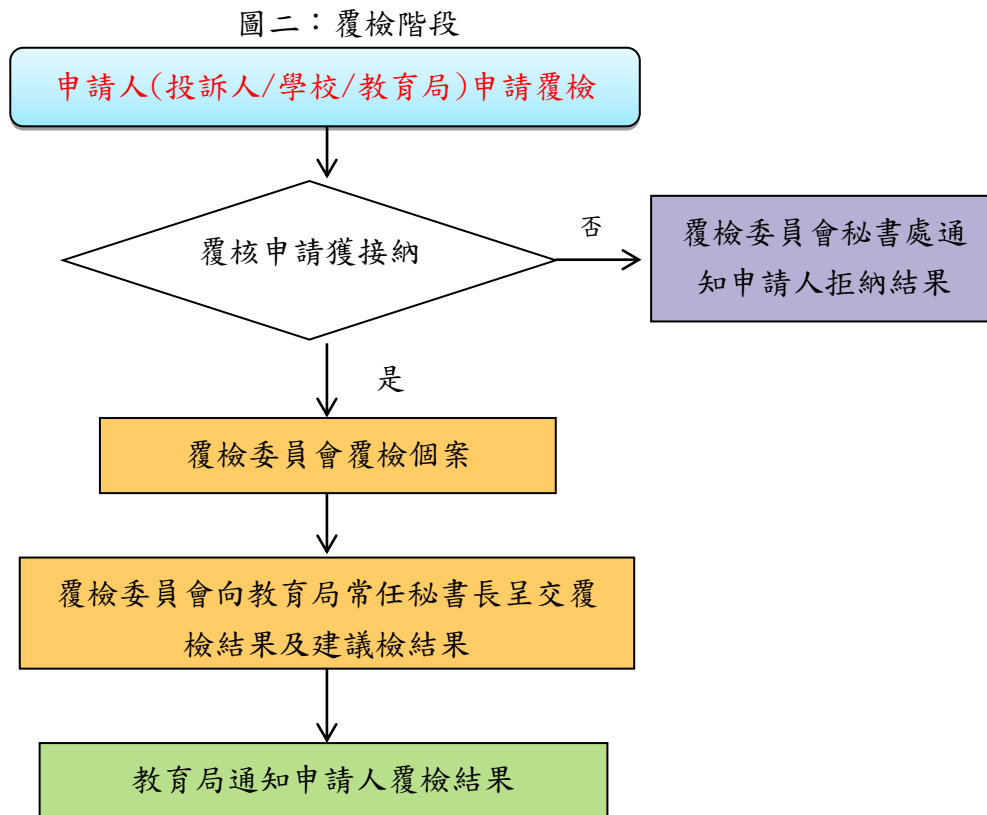 圖二：覆檢階段
申請人(投訴人/學校/教育局)申請覆檢
覆核申請獲接納
否
覆檢委員會秘書處通
知申請人拒納結果
是
覆檢委員會覆檢個案
覆檢委員會向教育局常任秘書長呈交覆
檢結果及建議檢結果
教育局通知申請人覆檢結果